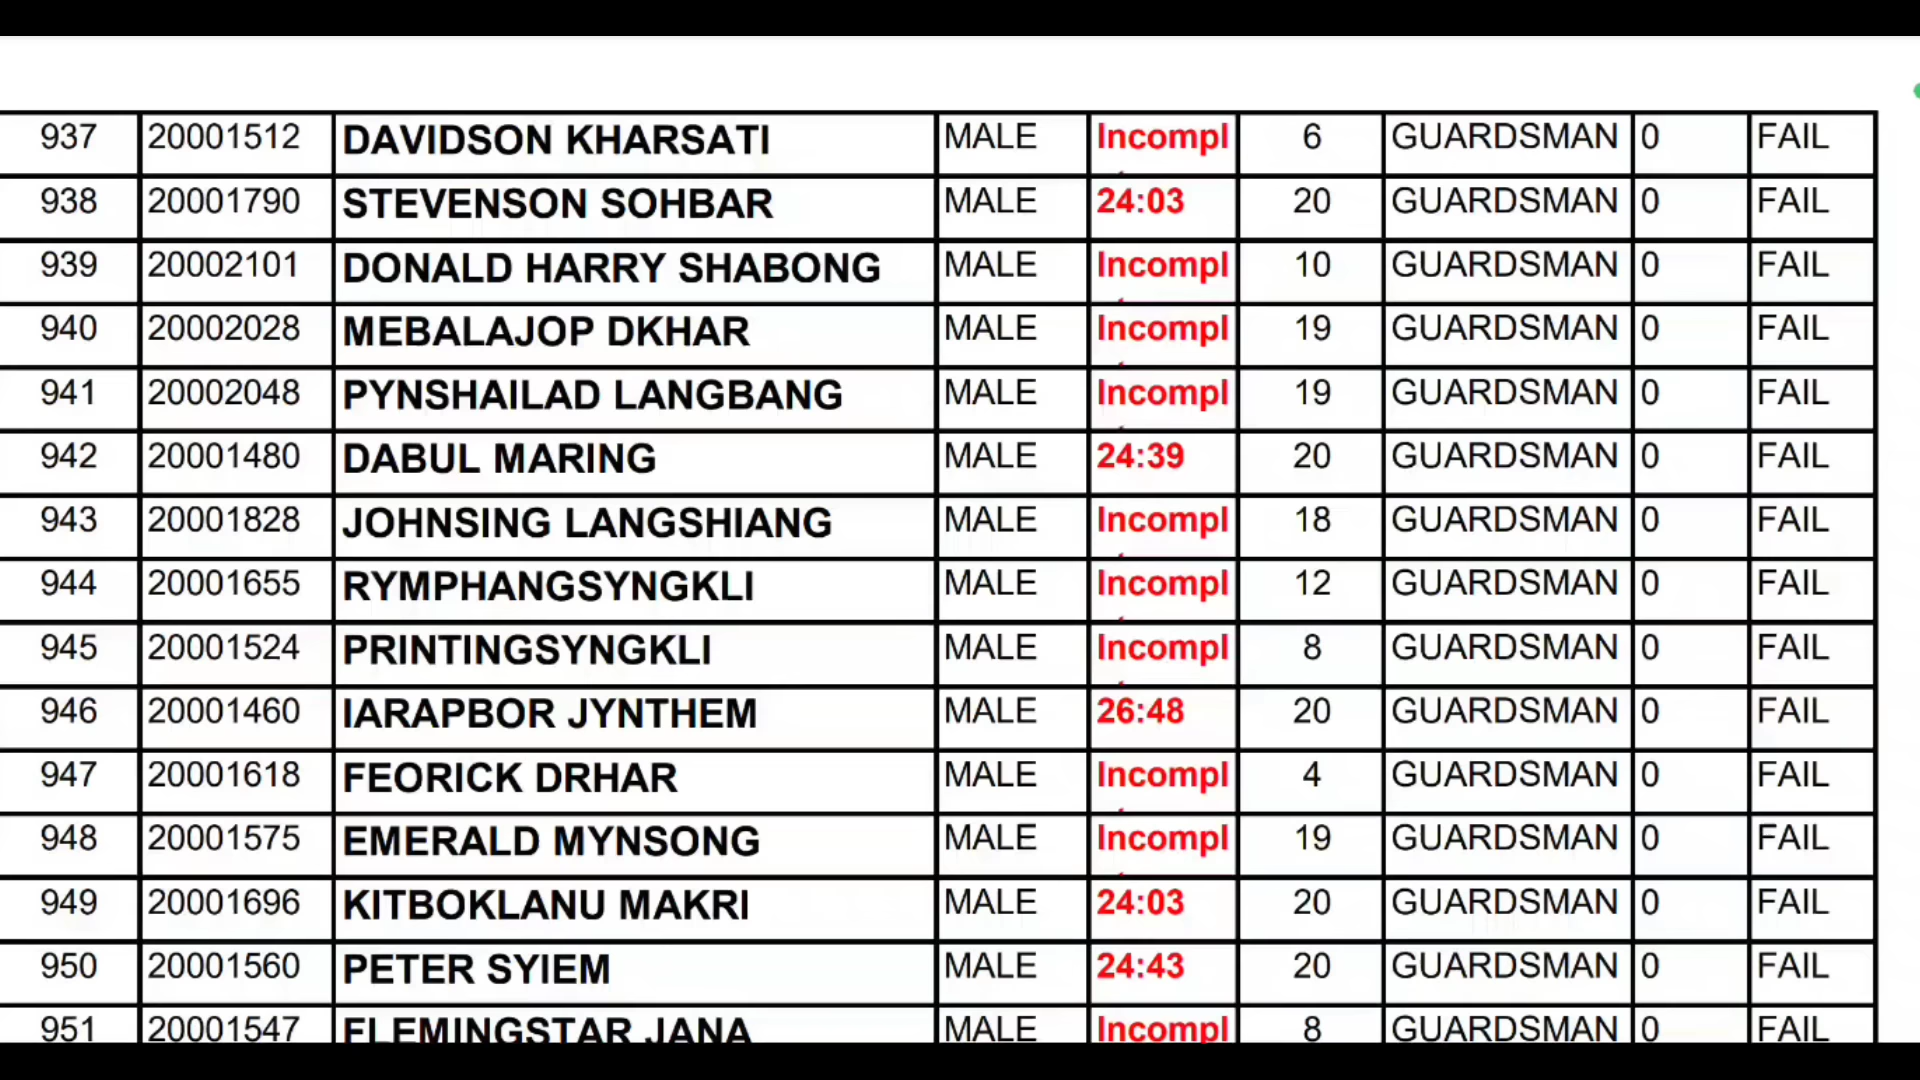 937 20001512 DAVIDSON KHARSATI MALE Incompl 6 GUARDSMAN 0 FAIL
938 20001790 STEVENSON SOHBAR MALE 24:03 20 GUARDSMAN 0 FAIL
939 20002101 DONALD HARRY SHABONG MALE Incompl 10 GUARDSMAN 0 FAIL
940 20002028 MEBALAJOP DKHAR MALE Incompl 19 GUARDSMAN 0 FAIL
941 20002048 PYNSHAILAD LANGBANG MALE Incompl 19 GUARDSMAN 0 FAIL
942 20001480 DABUL MARING MALE 24:39 20 GUARDSMAN 0 FAIL
943 20001828 JOHNSING LANGSHIANG MALE Incompl 18 GUARDSMAN 0 FAIL
944 20001655 RYMPHANGSYNGKLI MALE Incompl 12 GUARDSMAN 0 FAIL
945 20001524 PRINTINGSYNGKLI MALE Incompl 8 GUARDSMAN 0 FAIL
946 20001460 IARAPBOR JYNTHEM MALE 26:48 20 GUARDSMAN 0 FAIL
947 20001618 FEORICK DRHAR MALE Incompl 4 GUARDSMAN 0 FAIL
948 20001575 EMERALD MYNSONG MALE Incompl 19 GUARDSMAN 0 FAIL
949 20001696 KITBOKLANU MAKRI MALE 24:03 20 GUARDSMAN 0 FAIL
950 20001560 PETER SYIEM MALE 24:43 20 GUARDSMAN 0 FAIL
951 20001547 FLEMINGSTAR JANA MALE Incompl 8 GUARDSMAN 0 FAIL